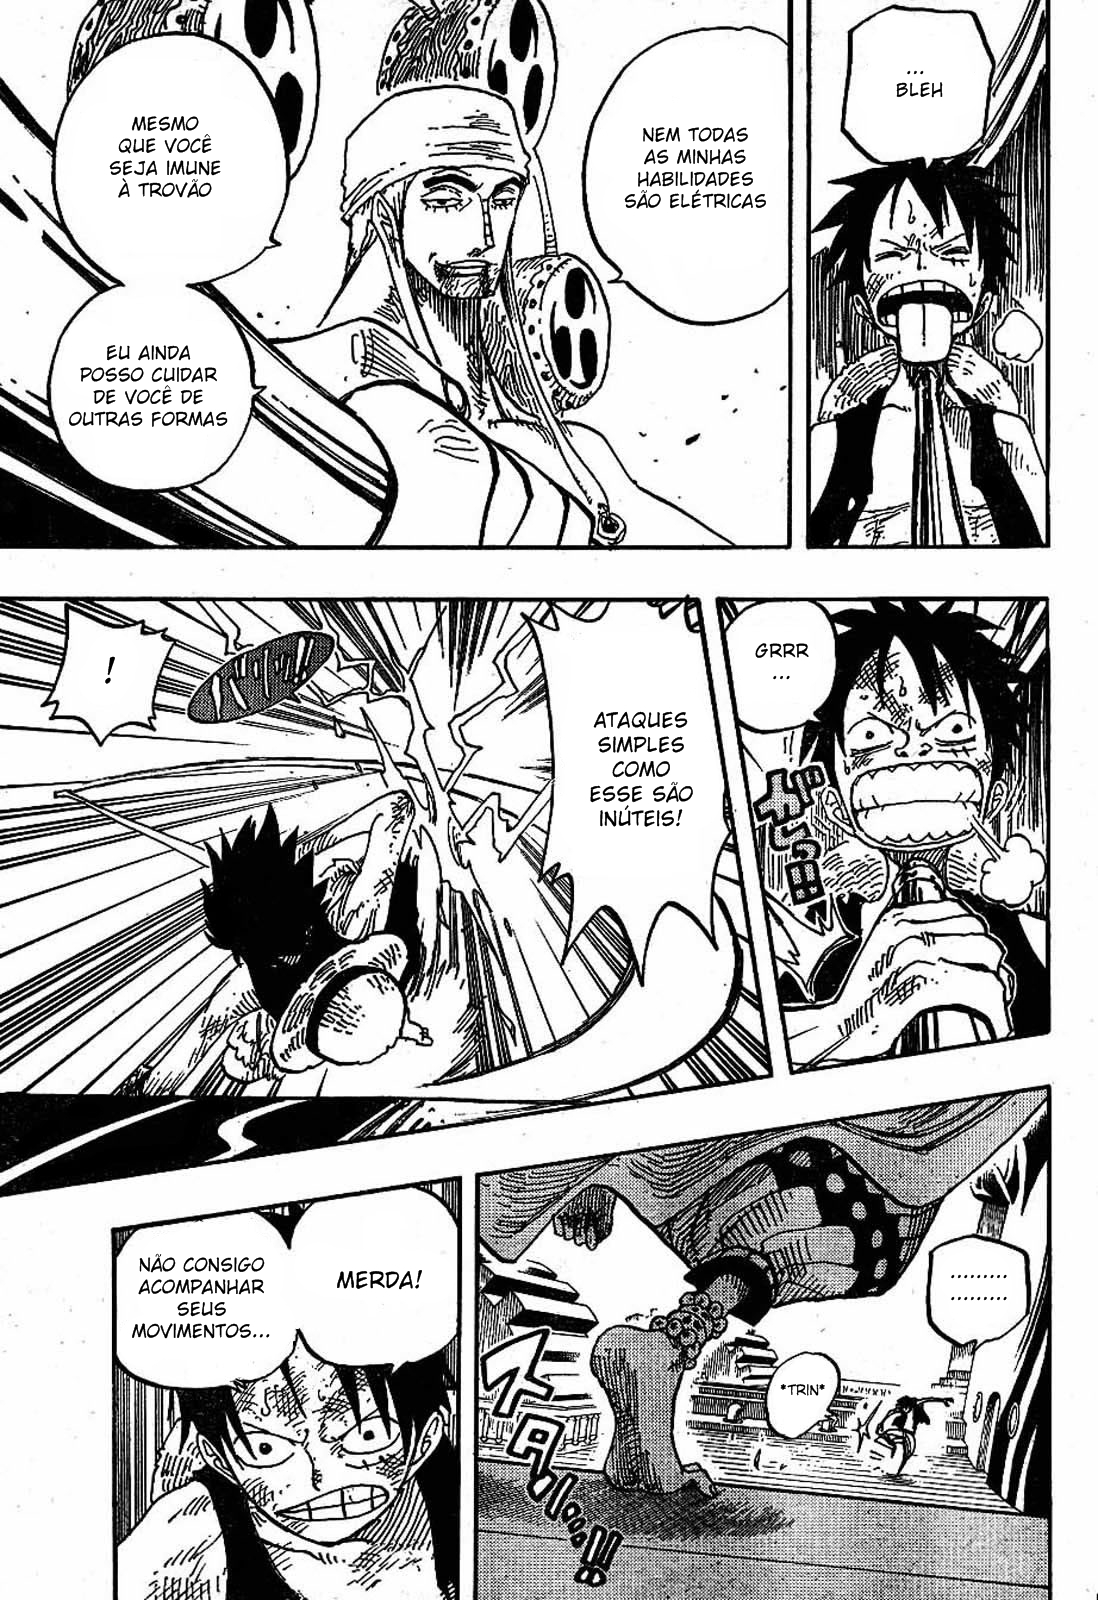 ...
BLEH
NEM TODAS
AS MINHAS
HABILIDADES
SÃO ELÉTRICAS
MESMO
QUE VOCÊ
SEJA IMUNE
À TROVÃO
EU AINDA
POSSO CUIDAR
DE VOCÊ DE
OUTRAS FORMAS
GRRR
...
ATAQUES
SIMPLES
COMO
ESSE SÃO
INÚTEIS!
!
..........
..........
*TRIN*
MERDA!
NÃO CONSIGO
ACOMPANHAR
SEUS
MOVIMENTOS...